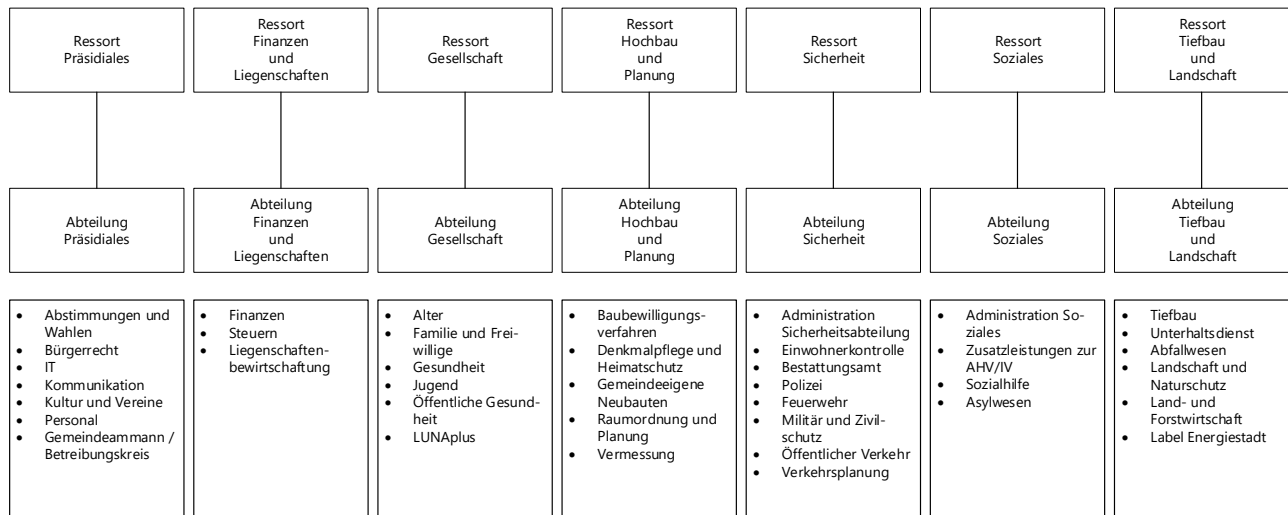 Ressort
Präsidiales
Ressort
Finanzen
und
Liegenschaften
Ressort
Gesellschaft
Ressort
Hochbau
und
Planung
Ressort
Sicherheit
Ressort
Soziales
Ressort
Tiefbau
und
Landschaft
Abteilung
Präsidiales
Abteilung
Finanzen
und
Liegenschaften
Abteilung
Gesellschaft
Abteilung
Hochbau
und
Planung
Abteilung
Sicherheit
Abteilung
Soziales
Abteilung
Tiefbau
und
Landschaft
• Abstimmungen und
Wahlen
• Bürgerrecht
• IT
• Kommunikation
• Kultur und Vereine
• Personal
• Gemeindeammann /
Betreibungskreis
• Finanzen
• Steuern
• Liegenschaften-
bewirtschaftung
• Alter
• Familie und Frei-
willige
• Gesundheit
• Jugend
• Öffentliche Gesund-
heit
• LUNAplus
• Baubewilligungs-
verfahren
• Denkmalpflege und
Heimatschutz
• Gemeindeeigene
Neubauten
• Raumordnung und
Planung
• Vermessung
• Administration
Sicherheitsabteilung
• Einwohnerkontrolle
• Bestattungsamt
• Polizei
• Feuerwehr
• Militär und Zivil-
schutz
• Öffentlicher Verkehr
• Verkehrsplanung
• Administration So-
ziales
• Zusatzleistungen zur
AHV/IV
• Sozialhilfe
• Asylwesen
• Tiefbau
• Unterhaltsdienst
• Abfallwesen
• Landschaft und
Naturschutz
• Land- und
Forstwirtschaft
• Label Energiestadt